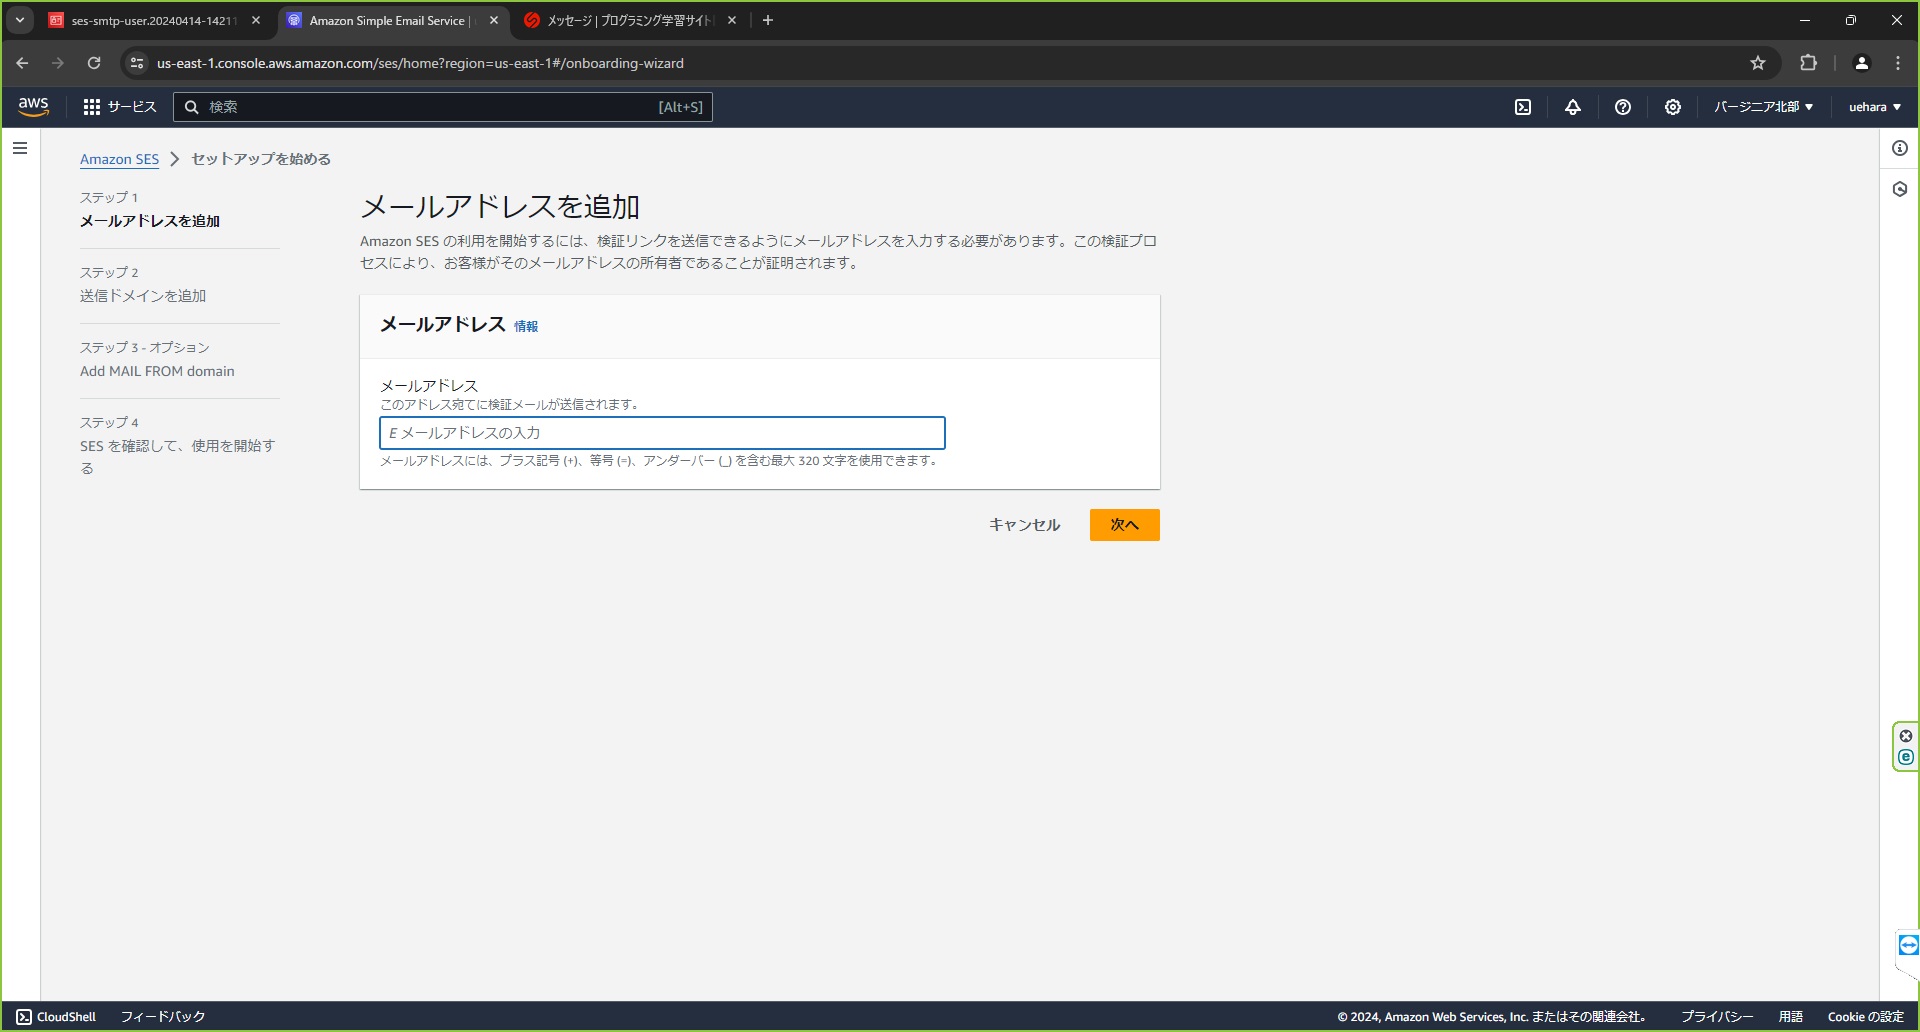 ses-smtp-user.20240414-1421
Amazon Simple Email Service |
メッセージ | プログラミング学習サイト
us-east-1.console.aws.amazon.com/ses/home?region=us-east-1#/onboarding-wizard
aws
サービス
検索
[Alt+S]
バージニア北部
uehara
Amazon SES
セットアップを始める
ステップ 1
メールアドレスを追加
ステップ 2
送信ドメインを追加
ステップ 3 - オプション
Add MAIL FROM domain
ステップ 4
SES を確認して、使用を開始す
る
メールアドレスを追加
Amazon SES の利用を開始するには、検証リンクを送信できるようにメールアドレスを入力する必要があります。この検証プロ
セスにより、お客様がそのメールアドレスの所有者であることが証明されます。
メールアドレス 情報
メールアドレス
このアドレス宛てに検証メールが送信されます。
E メールアドレスの入力
メールアドレスには、プラス記号 (+)、等号 (=)、アンダーバー (_) を含む最大 320 文字を使用できます。
キャンセル
次へ
CloudShell
フィードバック
© 2024, Amazon Web Services, Inc. またはその関連会社。
プライバシー
用語
Cookie の設定